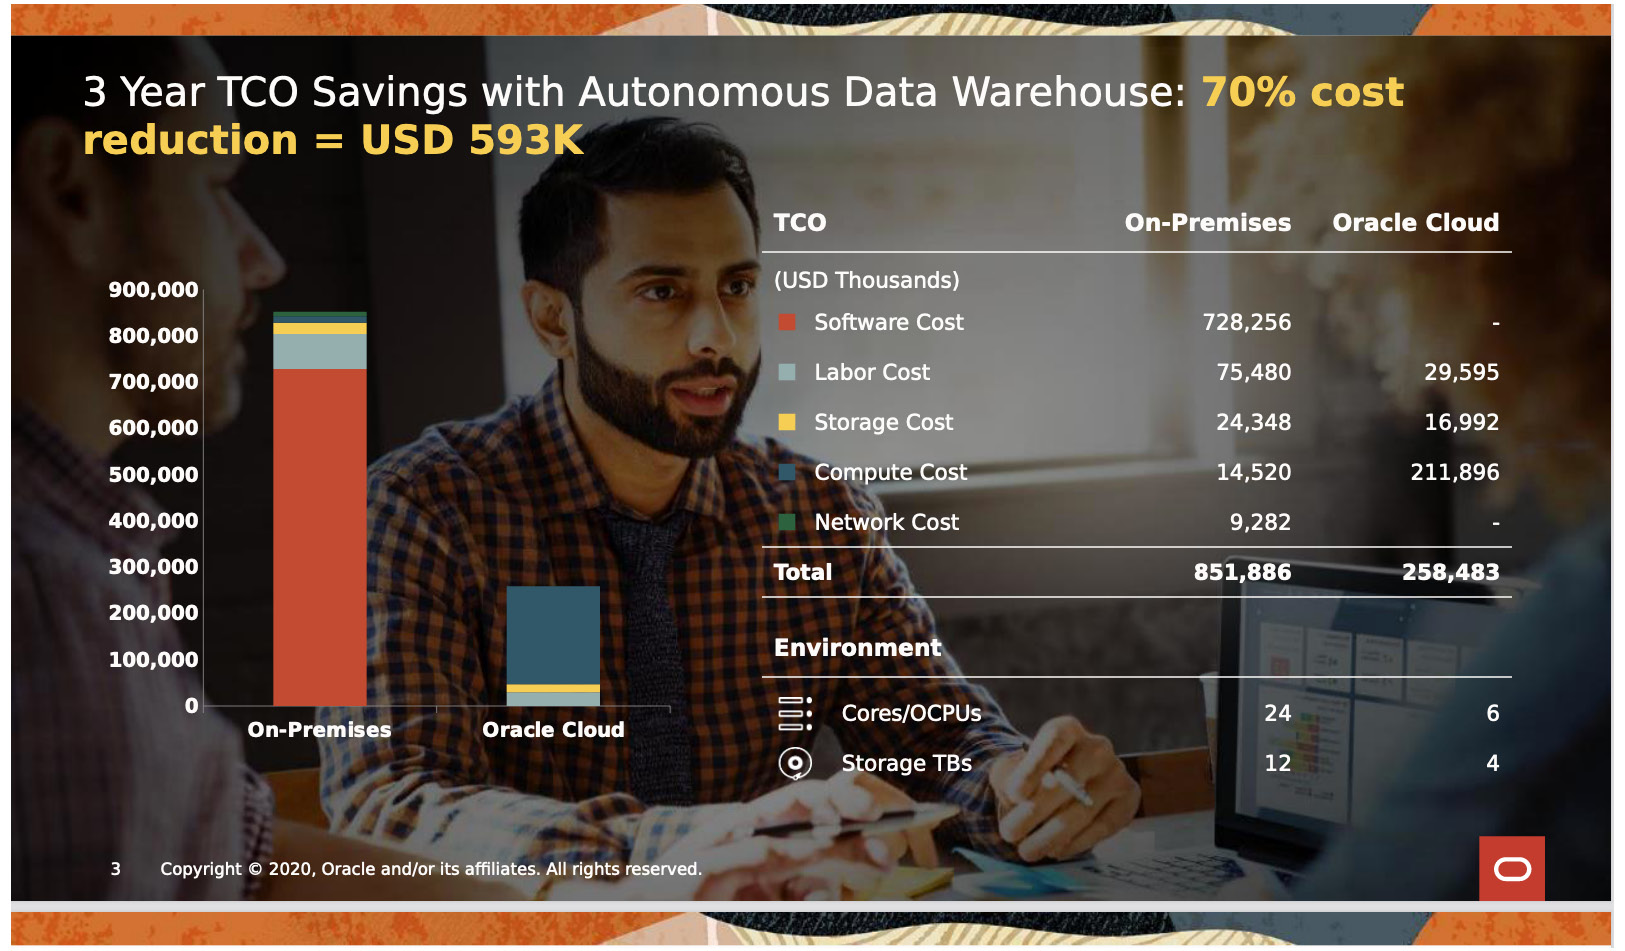 3 Year TCO Savings with Autonomous Data Warehouse: 70% cost
reduction = USD 593K
900,000
800,000
700,000
600,000
500,000
400,000
300,000
200,000
100,000
0
On-Premises Oracle Cloud
TCO On-Premises Oracle Cloud
(USD Thousands)
Software Cost 728,256 -
Labor Cost 75,480 29,595
Storage Cost 24,348 16,992
Compute Cost 14,520 211,896
Network Cost 9,282 -
Total 851,886 258,483
Environment
Cores/OCPUs 24 6
Storage TBs 12 4
3 Copyright © 2020, Oracle and/or its affiliates. All rights reserved.